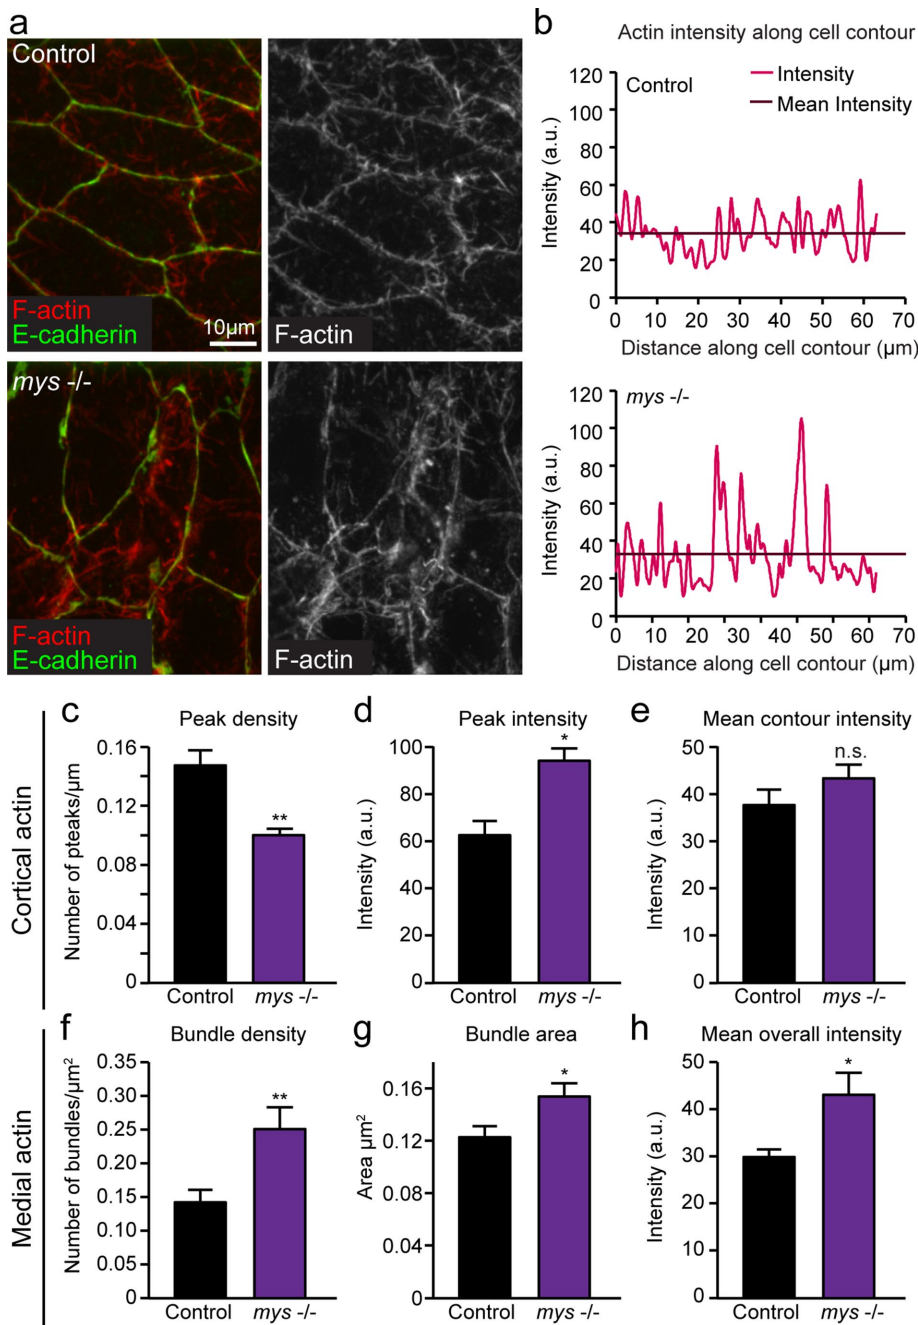 a
Control
F-actin
E-cadherin
10µm
F-actin
mys -/-
F-actin
E-cadherin
F-actin
b
Actin intensity along cell contour
Control
Intensity
Mean Intensity
Intensity (a.u.)
120
100
80
60
40
20
0
0 10 20 30 40 50 60 70
Distance along cell contour (µm)
mys -/-
Intensity (a.u.)
120
100
80
60
40
20
0
0 10 20 30 40 50 60 70
Distance along cell contour (µm)
Cortical actin
c
Peak density
Number of pteaks/µm
0.16
0.12
0.08
0.04
0
**
Control mys -/-
d
Peak intensity
Intensity (a.u.)
100
80
60
40
20
0
*
Control mys -/-
e
Mean contour intensity
Intensity (a.u.)
50
40
30
20
10
0
n.s.
Control mys -/-
Medial actin
f
Bundle density
Number of bundles/µm²
0.35
0.30
0.25
0.20
0.15
0.10
0.05
0
**
Control mys -/-
g
Bundle area
Area µm²
0.16
0.12
0.08
0.04
0
*
Control mys -/-
h
Mean overall intensity
Intensity (a.u.)
50
40
30
20
10
0
*
Control mys -/-